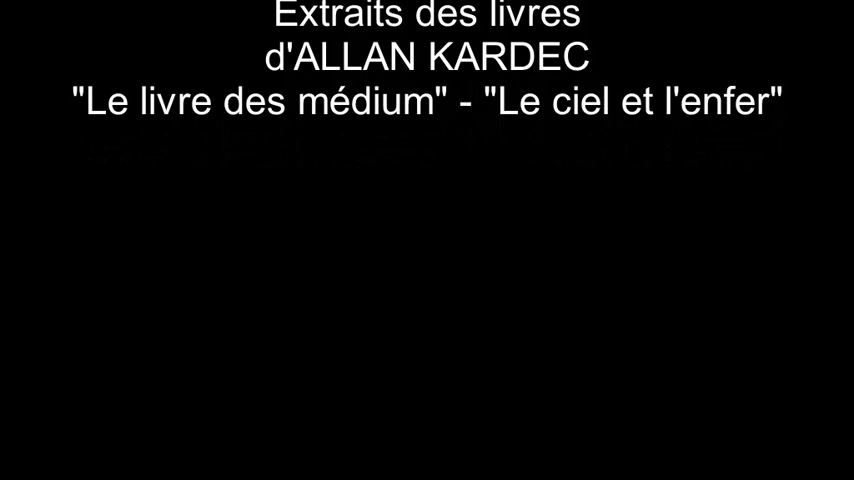 Extraits des livres
d'ALLAN KARDEC
"Le livre des médium" - "Le ciel et l'enfer"